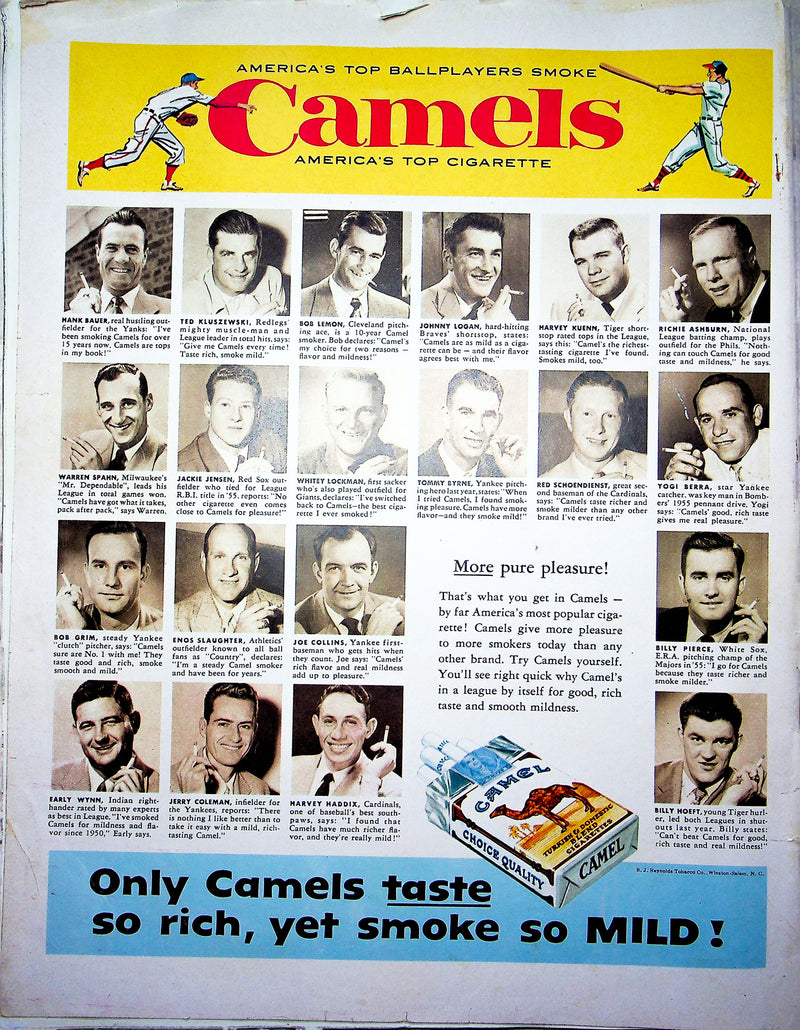 AMERICA'S TOP BALLPLAYERS SMOKE
Camels
AMERICA'S TOP CIGARETTE
HANK BAUER, real hustling out-
fielder for the Yanks: "I've
been smoking Camels for over
15 years now. Camels are tops
in my book!"
TED KLUSZEWSKI, Redlegs'
mighty muscle-man and
League leader in total hits, says:
"Give me Camels every time!
Taste rich, smoke mild."
BOB LEMON, Cleveland pitch-
ing ace, is a 10-year Camel
smoker. Bob declares: "Camel's
my choice for two reasons —
flavor and mildness!"
JOHNNY LOGAN, hard-hitting
Braves' shortstop, states:
"Camels are as mild as a ciga-
rette can be — and their flavor
agrees best with me."
HARVEY KUENN, Tiger short-
stop rated tops in the League,
says this: "Camel's the richest-
tasting cigarette I've found.
Smokes mild, too."
RICHIE ASHBURN, National
League batting champ, plays
outfield for the Phils. "Noth-
ing can touch Camels for good
taste and mildness," he says.
WARREN SPAHN, Milwaukee's
"Mr. Dependable", leads his
League in total games won.
"Camels have got what it takes,
pack after pack," says Warren.
JACKIE JENSEN, Red Sox out-
fielder who tied for League
R.B.I. title in '55, reports: "No
other cigarette even comes
close to Camels for pleasure!"
WHITEY LOCKMAN, first sacker
who's also played outfield for
Giants, declares: "I've switched
back to Camels—the best ciga-
rette I ever smoked!"
TOMMY BYRNE, Yankee pitch-
ing hero last year, states: "When
I tried Camels, I found smok-
ing pleasure. Camels have more
flavor—and they smoke mild!"
RED SCHOENDIENST, great sec-
ond baseman of the Cardinals,
says: "Camels taste richer and
smoke milder than any other
brand I've ever tried."
YOGI BERRA, star Yankee
catcher, was key man in Bomb-
ers' 1955 pennant drive. Yogi
says: "Camels' good, rich taste
gives me real pleasure."
BOB GRIM, steady Yankee
"clutch" pitcher, says: "Camels
sure are No. 1 with me! They
taste good and rich, smoke
smooth and mild."
ENOS SLAUGHTER, Athletics'
outfielder known to all ball
fans as "Country", declares:
"I'm a steady Camel smoker
and have been for years."
JOE COLLINS, Yankee first-
baseman who gets hits when
they count. Joe says: "Camels'
rich flavor and real mildness
add up to pleasure."
More pure pleasure!
That's what you get in Camels —
by far America's most popular ciga-
rette! Camels give more pleasure
to more smokers today than any
other brand. Try Camels yourself.
You'll see right quick why Camel's
in a league by itself for good, rich
taste and smooth mildness.
BILLY PIERCE, White Sox,
E.R.A. pitching champ of the
Majors in '55: "I go for Camels
because they taste richer and
smoke milder."
EARLY WYNN, Indian right-
hander rated by many experts
as best in League. "I've smoked
Camels for mildness and fla-
vor since 1950," Early says.
JERRY COLEMAN, infielder for
the Yankees, reports: "There
is nothing I like better than to
take it easy with a mild, rich-
tasting Camel."
HARVEY HADDIX, Cardinals,
one of baseball's best south-
paws, says: "I found that
Camels have much richer fla-
vor, and they're really mild!"
BILLY HOEFT, young Tiger hurl-
er, led both Leagues in shut-
outs last year. Billy states:
"Can't beat Camels for good,
rich taste and real mildness!"
CAMEL
TURKISH & DOMESTIC
BLEND
CIGARETTES
CHOICE QUALITY
CAMEL
R. J. Reynolds Tobacco Co., Winston-Salem, N. C.
Only Camels taste
so rich, yet smoke so MILD!